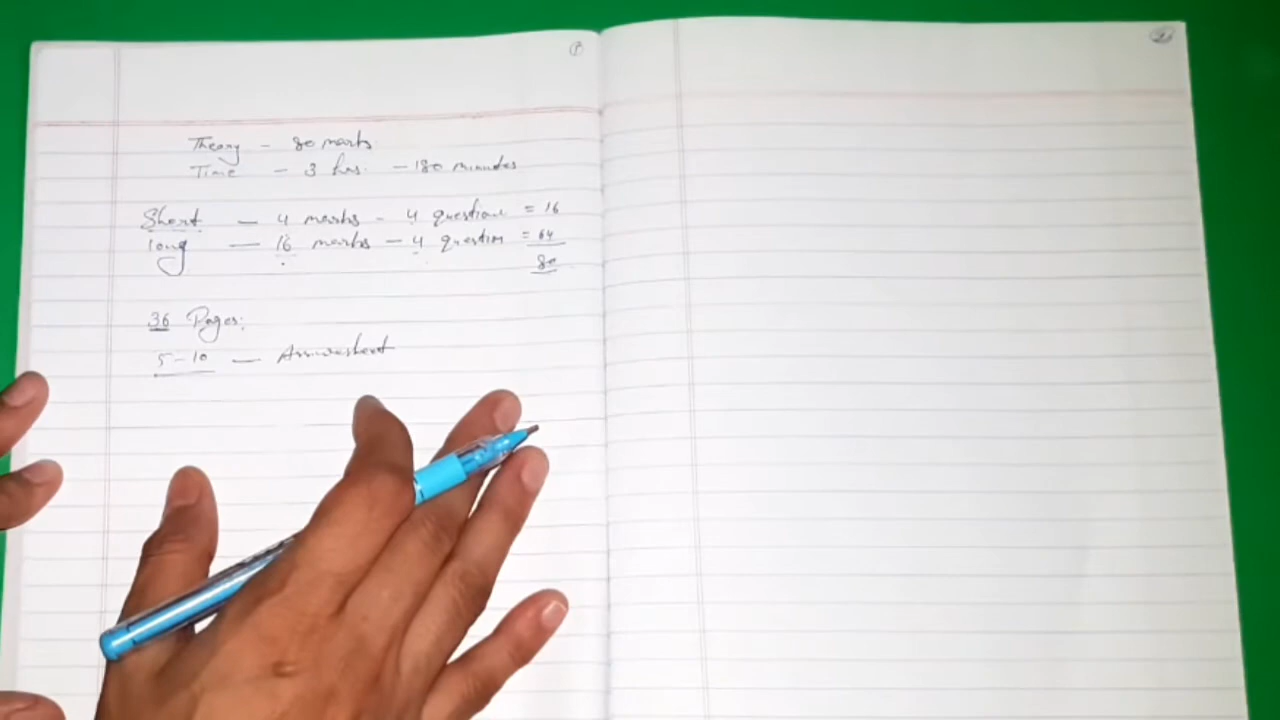 Theory - 80 marks
Time - 3 hrs. - 180 minutes
Short - 4 marks - 4 question = 16
long - 16 marks - 4 question = 64
80
36 Pages:
5-10 - Answersheet